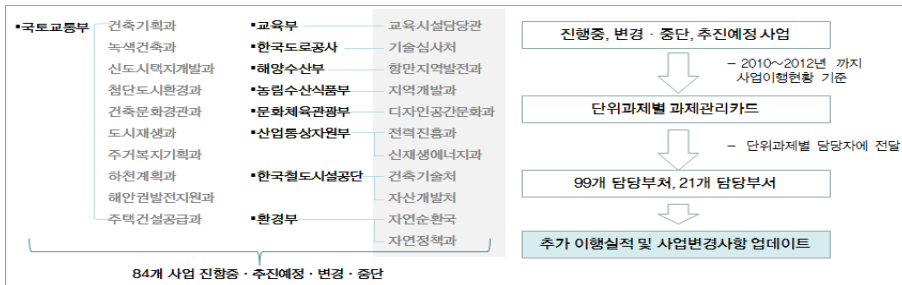 ▪국토교통부
건축기획과
녹색건축과
신도시택지개발과
첨단도시환경과
건축문화경관과
도시재생과
주거복지기획과
하천계획과
해안권발전지원과
주택건설공급과
▪교육부
교육시설담당관
▪한국도로공사
기술심사처
▪해양수산부
항만지역발전과
▪농림수산식품부
지역개발과
▪문화체육관광부
디자인공간문화과
▪산업통상자원부
전력진흥과
신재생에너지과
▪한국철도시설공단
건축기술처
자산개발처
▪환경부
자연순환국
자연정책과
84개 사업 진행중·추진예정·변경·중단
진행중, 변경·중단, 추진예정 사업
- 2010~2012년 까지
사업이행현황 기준
단위과제별 과제관리카드
- 단위과제별 담당자에 전달
99개 담당부처, 21개 담당부서
추가 이행실적 및 사업변경사항 업데이트